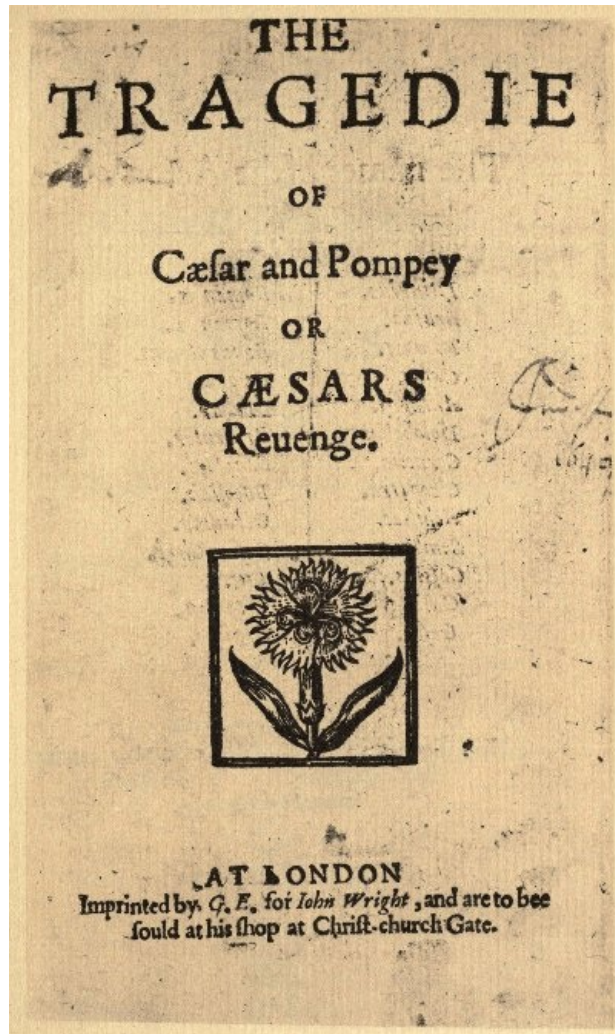 THE
TRAGEDIE
OF
Cæſar and Pompey
OR
CÆSARS
Reuenge.
AT LONDON
Imprinted by G. E. for Iohn Wright, and are to bee
ſould at his ſhop at Chriſt-church Gate.